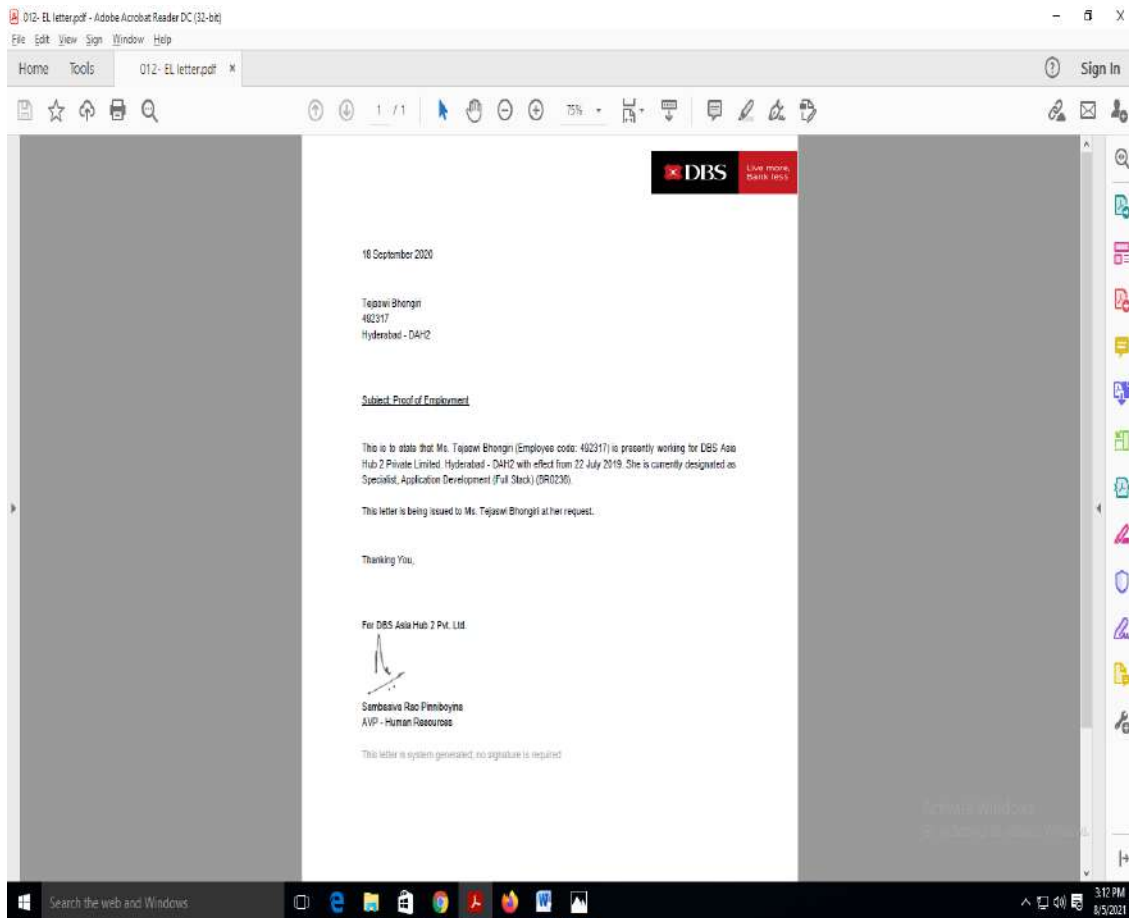 012- EL letter.pdf - Adobe Acrobat Reader DC (32-bit)
File Edit View Sign Window Help
Home Tools 012- EL letter.pdf × Sign In
1 / 1 75%
DBS Live more,
Bank less
18 September 2020
Tejaswi Bhongiri
492317
Hyderabad - DAH2
Subject: Proof of Employment
This is to state that Ms. Tejaswi Bhongiri (Employee code: 492317) is presently working for DBS Asia
Hub 2 Private Limited, Hyderabad - DAH2 with effect from 22 July 2019. She is currently designated as
Specialist, Application Development (Full Stack) (BR0236).
This letter is being issued to Ms. Tejaswi Bhongiri at her request.
Thanking You,
For DBS Asia Hub 2 Pvt. Ltd.
Sambasiva Rao Pinniboyina
AVP - Human Resources
This letter is system generated; no signature is required
Activate Windows
Search the web and Windows
3:12 PM
8/5/2021